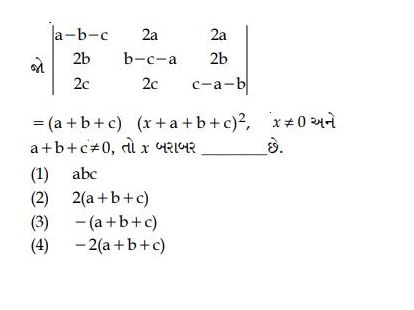 a−b−c 2a 2a
જો 2b b−c−a 2b
2c 2c c−a−b
=(a+b+c) (x+a+b+c)², x≠0 અને
a+b+c≠0, તો x બરાબર ________છે.
(1) abc
(2) 2(a+b+c)
(3) −(a+b+c)
(4) −2(a+b+c)